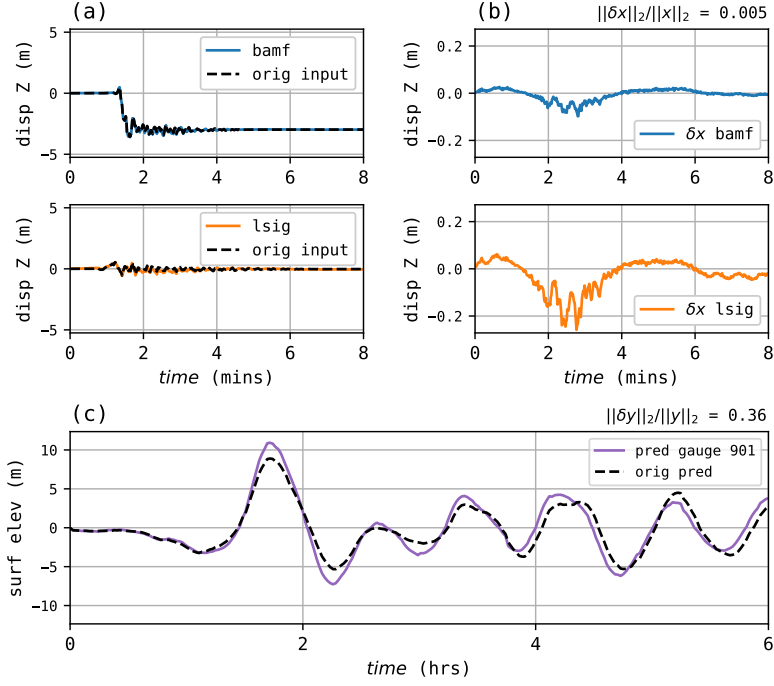 (a)
(b)
||δx||₂/||x||₂ = 0.005
disp Z (m)
5
0
−5
bamf
orig input
0 2 4 6 8
disp Z (m)
0.2
0.0
−0.2
δx bamf
0 2 4 6 8
disp Z (m)
5
0
−5
lsig
orig input
0 2 4 6 8
time (mins)
disp Z (m)
0.2
0.0
−0.2
δx lsig
0 2 4 6 8
time (mins)
(c)
||δy||₂/||y||₂ = 0.36
surf elev (m)
10
5
0
−5
−10
pred gauge 901
orig pred
0 2 4 6
time (hrs)